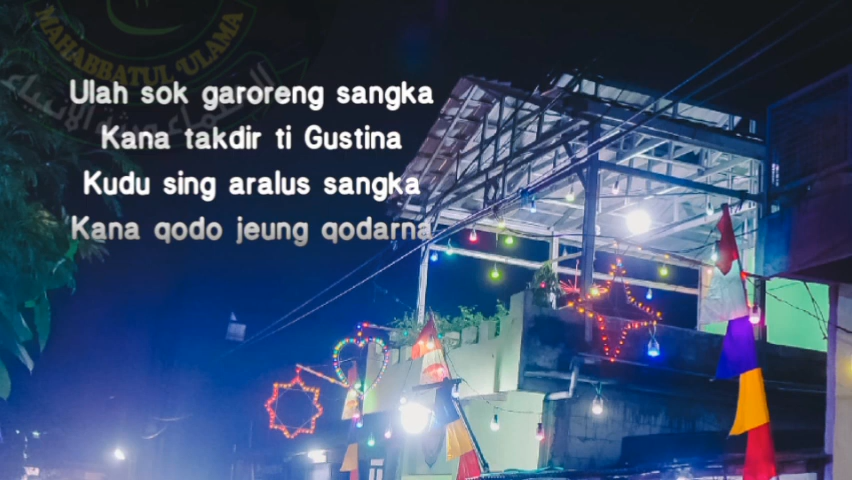 MAHABBATUL ULAMA
Ulah sok garoreng sangka
Kana takdir ti Gustina
Kudu sing aralus sangka
Kana qodo jeung qodarna